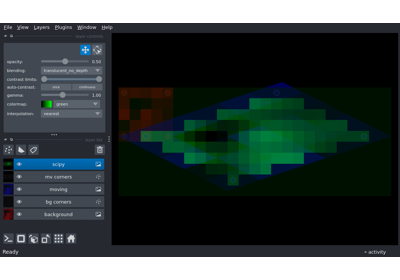 File View Layers Plugins Window Help
opacity: 0.50
blending: translucent_no_depth
contrast limits:
auto-contrast: once continuous
gamma: 1.00
colormap: green
interpolation: nearest
scipy
mv corners
moving
bg corners
background
Ready
activity